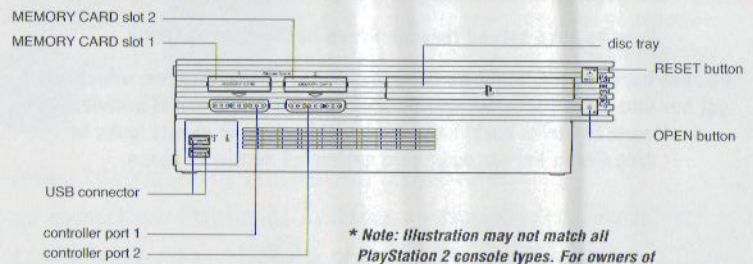 MEMORY CARD slot 2
MEMORY CARD slot 1
disc tray
RESET button
OPEN button
USB connector
controller port 1
controller port 2
* Note: Illustration may not match all
PlayStation 2 console types. For owners of